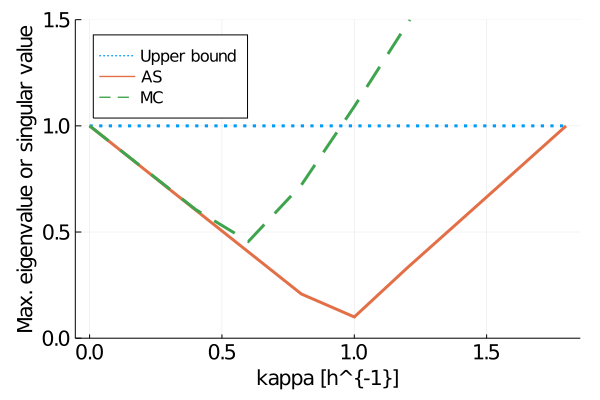 Max. eigenvalue or singular value
1.5
1.0
0.5
0.0
Upper bound
AS
MC
0.0 0.5 1.0 1.5
kappa [h^{-1}]